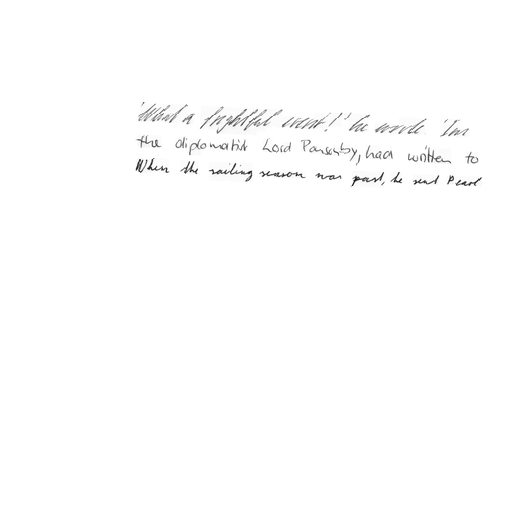 'What a frightful event!' he wrote 'I'm
the diplomatist Lord Ponsonby, had written to
When the sailing season was past, he sent Pearl